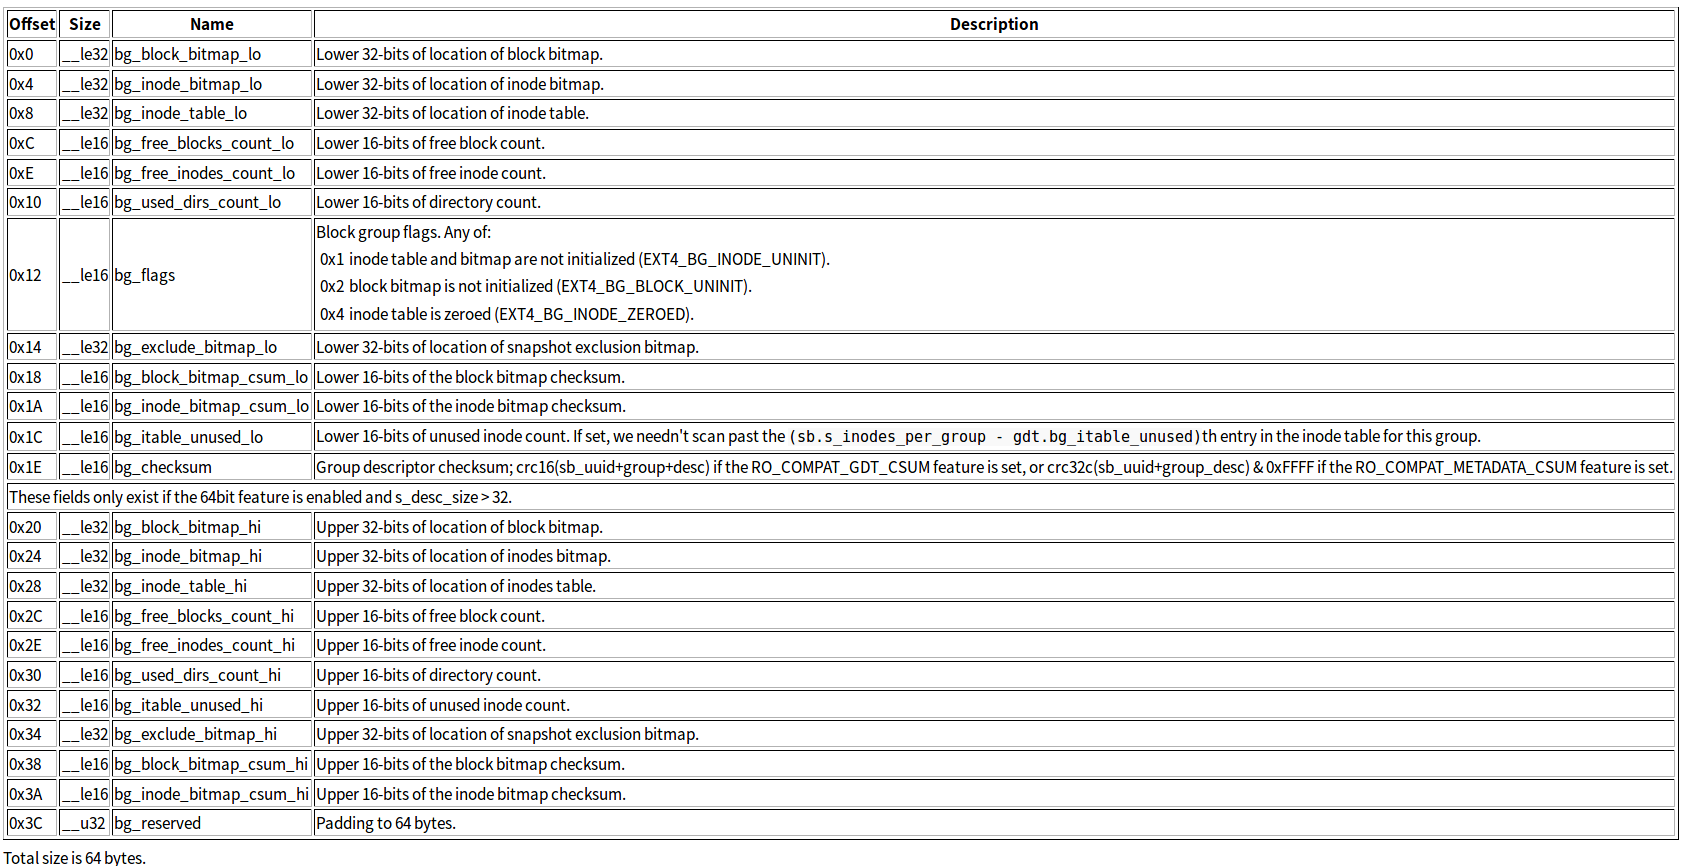 Offset Size Name Description
0x0 __le32 bg_block_bitmap_lo Lower 32-bits of location of block bitmap.
0x4 __le32 bg_inode_bitmap_lo Lower 32-bits of location of inode bitmap.
0x8 __le32 bg_inode_table_lo Lower 32-bits of location of inode table.
0xC __le16 bg_free_blocks_count_lo Lower 16-bits of free block count.
0xE __le16 bg_free_inodes_count_lo Lower 16-bits of free inode count.
0x10 __le16 bg_used_dirs_count_lo Lower 16-bits of directory count.
0x12 __le16 bg_flags Block group flags. Any of:
0x1 inode table and bitmap are not initialized (EXT4_BG_INODE_UNINIT).
0x2 block bitmap is not initialized (EXT4_BG_BLOCK_UNINIT).
0x4 inode table is zeroed (EXT4_BG_INODE_ZEROED).
0x14 __le32 bg_exclude_bitmap_lo Lower 32-bits of location of snapshot exclusion bitmap.
0x18 __le16 bg_block_bitmap_csum_lo Lower 16-bits of the block bitmap checksum.
0x1A __le16 bg_inode_bitmap_csum_lo Lower 16-bits of the inode bitmap checksum.
0x1C __le16 bg_itable_unused_lo Lower 16-bits of unused inode count. If set, we needn't scan past the (sb.s_inodes_per_group - gdt.bg_itable_unused)th entry in the inode table for this group.
0x1E __le16 bg_checksum Group descriptor checksum; crc16(sb_uuid+group+desc) if the RO_COMPAT_GDT_CSUM feature is set, or crc32c(sb_uuid+group_desc) & 0xFFFF if the RO_COMPAT_METADATA_CSUM feature is set.
These fields only exist if the 64bit feature is enabled and s_desc_size > 32.
0x20 __le32 bg_block_bitmap_hi Upper 32-bits of location of block bitmap.
0x24 __le32 bg_inode_bitmap_hi Upper 32-bits of location of inodes bitmap.
0x28 __le32 bg_inode_table_hi Upper 32-bits of location of inodes table.
0x2C __le16 bg_free_blocks_count_hi Upper 16-bits of free block count.
0x2E __le16 bg_free_inodes_count_hi Upper 16-bits of free inode count.
0x30 __le16 bg_used_dirs_count_hi Upper 16-bits of directory count.
0x32 __le16 bg_itable_unused_hi Upper 16-bits of unused inode count.
0x34 __le32 bg_exclude_bitmap_hi Upper 32-bits of location of snapshot exclusion bitmap.
0x38 __le16 bg_block_bitmap_csum_hi Upper 16-bits of the block bitmap checksum.
0x3A __le16 bg_inode_bitmap_csum_hi Upper 16-bits of the inode bitmap checksum.
0x3C __u32 bg_reserved Padding to 64 bytes.
Total size is 64 bytes.